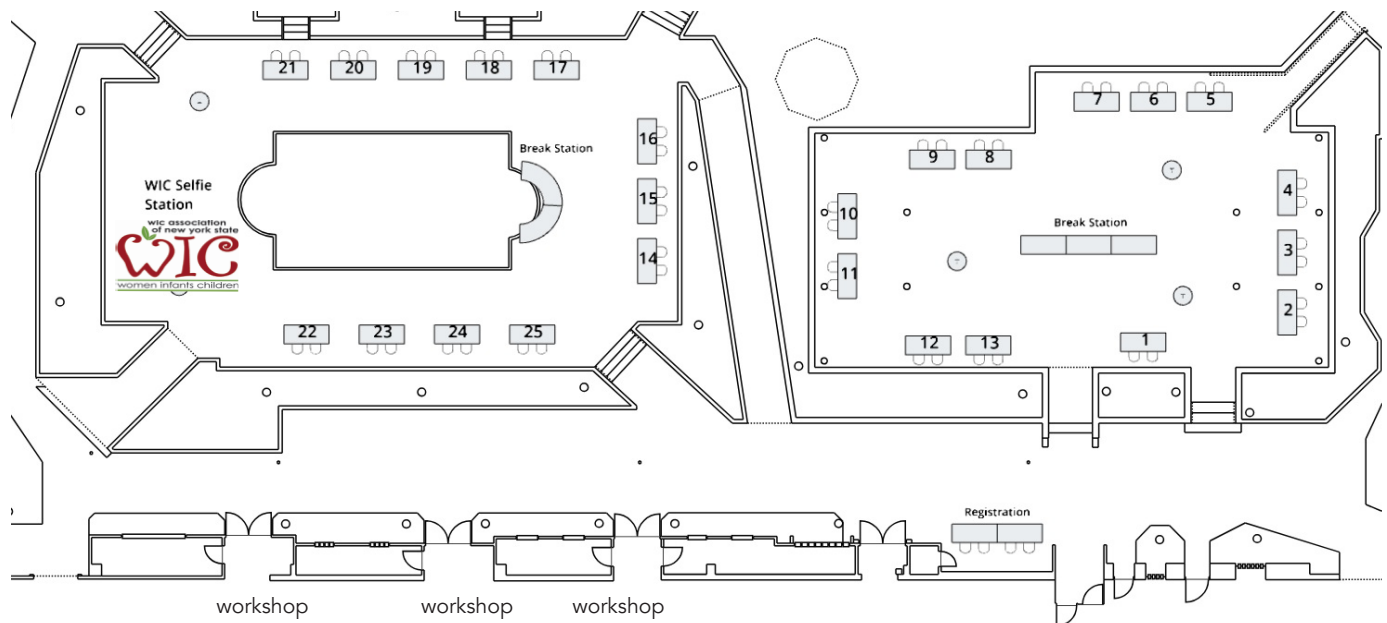 21
20
19
18
17
16
15
14
Break Station
WIC Selfie
Station
wic association
of new york state
WIC
women infants children
22
23
24
25
7
6
5
9
8
10
11
4
3
2
Break Station
12
13
1
Registration
workshop
workshop
workshop